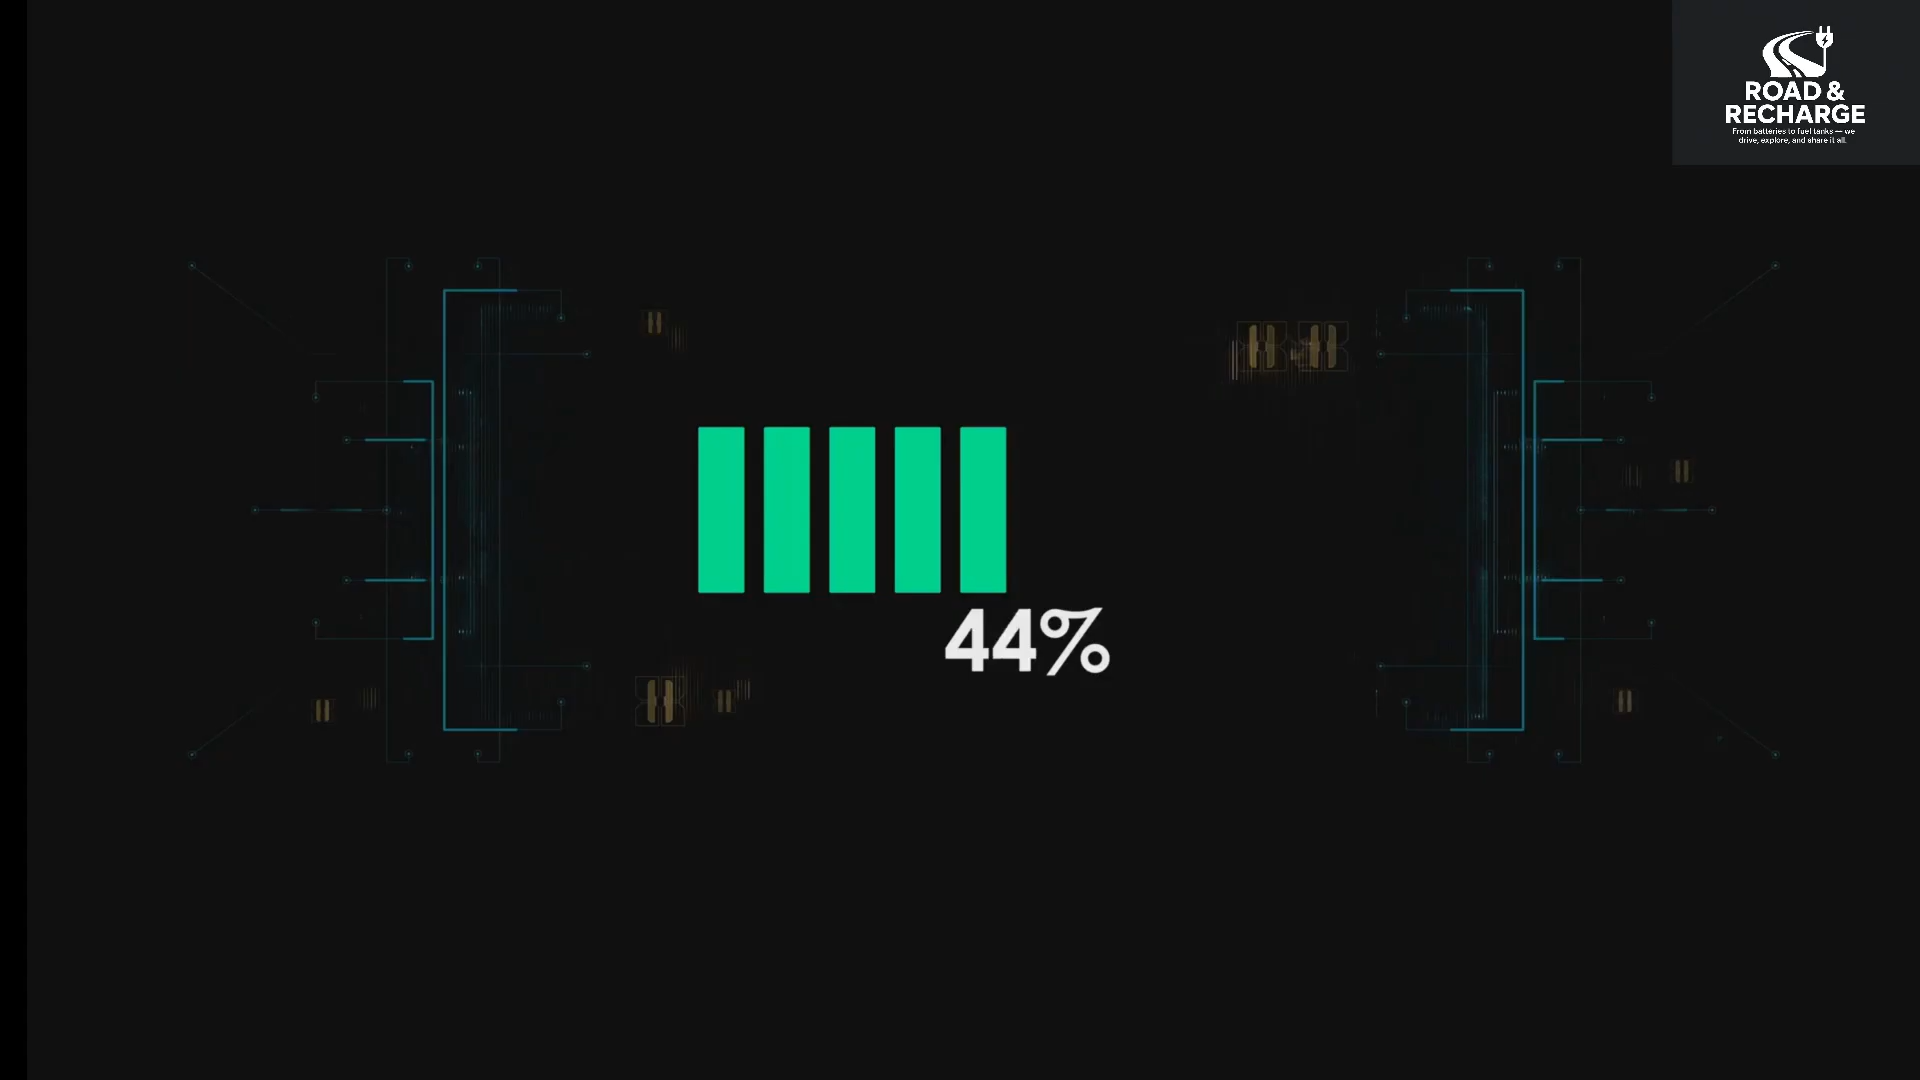 ROAD &
RECHARGE
From batteries to fuel tanks — we
drive, explore, and share it all.
44%